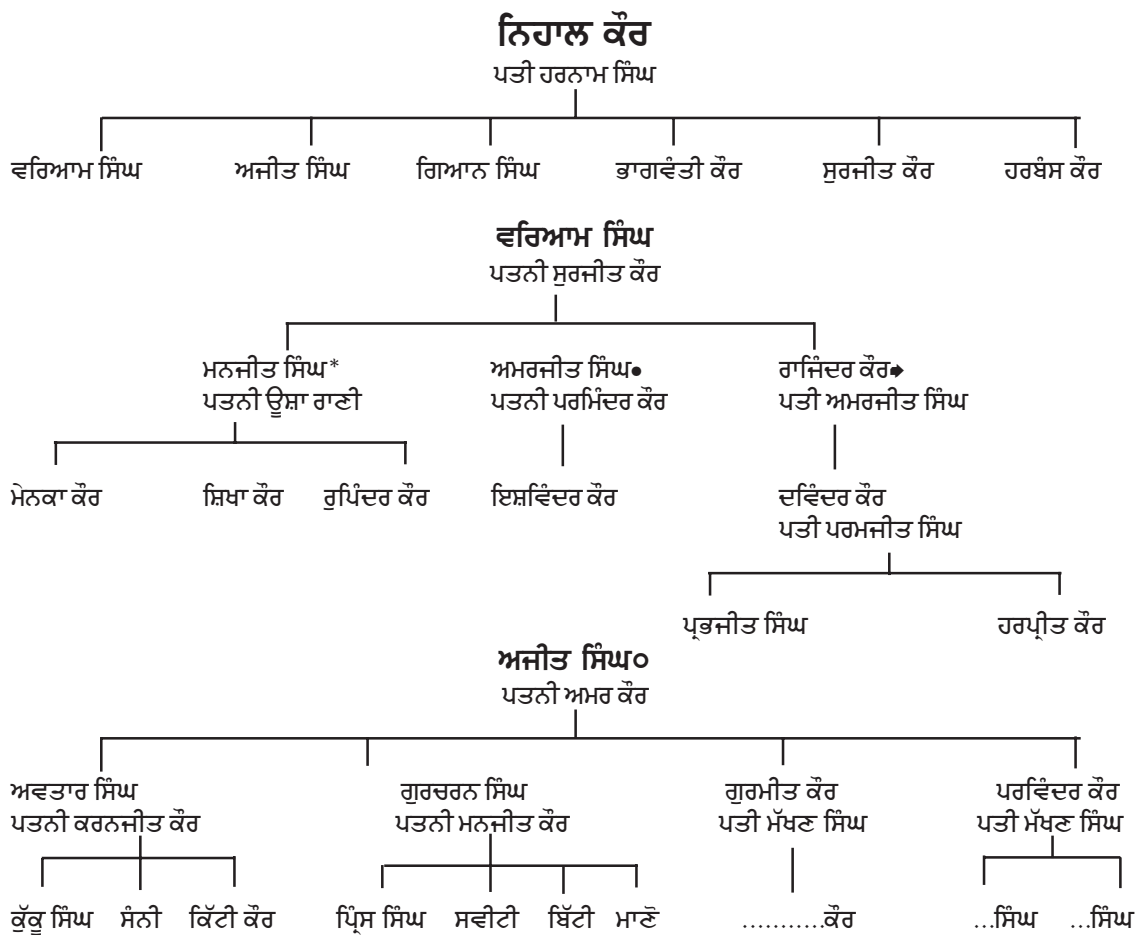 ਨਿਹਾਲ ਕੌਰ
ਪਤੀ ਹਰਨਾਮ ਸਿੰਘ
ਵਰਿਆਮ ਸਿੰਘ ਅਜੀਤ ਸਿੰਘ ਗਿਆਨ ਸਿੰਘ ਭਾਗਵੰਤੀ ਕੌਰ ਸੁਰਜੀਤ ਕੌਰ ਹਰਬੰਸ ਕੌਰ
ਵਰਿਆਮ ਸਿੰਘ
ਪਤਨੀ ਸੁਰਜੀਤ ਕੌਰ
ਮਨਜੀਤ ਸਿੰਘ* ਅਮਰਜੀਤ ਸਿੰਘ● ਰਾਜਿੰਦਰ ਕੌਰ➧
ਪਤਨੀ ਊਸ਼ਾ ਰਾਣੀ ਪਤਨੀ ਪਰਮਿੰਦਰ ਕੌਰ ਪਤੀ ਅਮਰਜੀਤ ਸਿੰਘ
ਮੇਨਕਾ ਕੌਰ ਸ਼ਿਖਾ ਕੌਰ ਰੁਪਿੰਦਰ ਕੌਰ ਇਸ਼ਵਿੰਦਰ ਕੌਰ ਦਵਿੰਦਰ ਕੌਰ
ਪਤੀ ਪਰਮਜੀਤ ਸਿੰਘ
ਪ੍ਰਭਜੀਤ ਸਿੰਘ ਹਰਪ੍ਰੀਤ ਕੌਰ
ਅਜੀਤ ਸਿੰਘ੦
ਪਤਨੀ ਅਮਰ ਕੌਰ
ਅਵਤਾਰ ਸਿੰਘ ਗੁਰਚਰਨ ਸਿੰਘ ਗੁਰਮੀਤ ਕੌਰ ਪਰਵਿੰਦਰ ਕੌਰ
ਪਤਨੀ ਕਰਨਜੀਤ ਕੌਰ ਪਤਨੀ ਮਨਜੀਤ ਕੌਰ ਪਤੀ ਮੱਖਣ ਸਿੰਘ ਪਤੀ ਮੱਖਣ ਸਿੰਘ
ਕੁੱਕੂ ਸਿੰਘ ਸੰਨੀ ਕਿੱਟੀ ਕੌਰ ਪ੍ਰਿੰਸ ਸਿੰਘ ਸਵੀਟੀ ਬਿੱਟੀ ਮਾਣੋ ...........ਕੌਰ ...ਸਿੰਘ ...ਸਿੰਘ